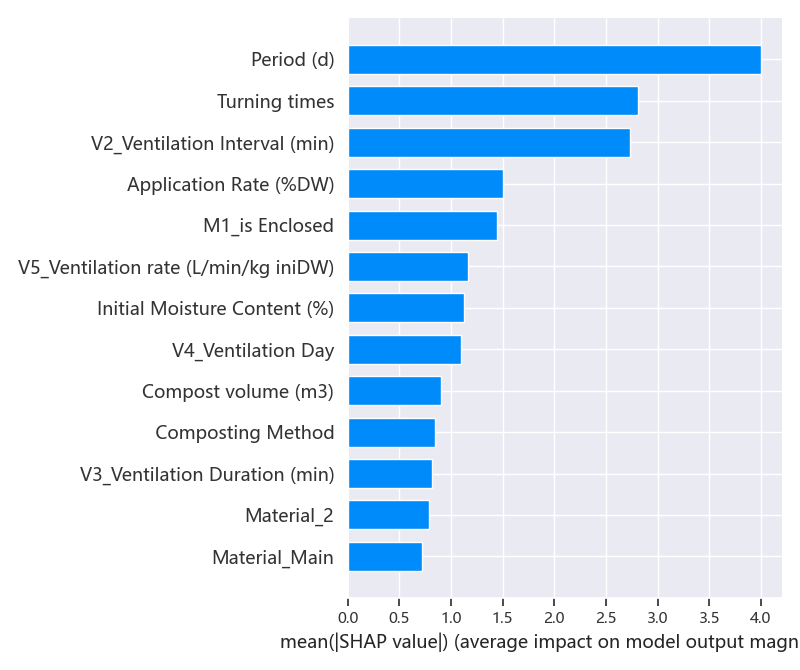 Period (d)
Turning times
V2_Ventilation Interval (min)
Application Rate (%DW)
M1_is Enclosed
V5_Ventilation rate (L/min/kg iniDW)
Initial Moisture Content (%)
V4_Ventilation Day
Compost volume (m3)
Composting Method
V3_Ventilation Duration (min)
Material_2
Material_Main
0.0 0.5 1.0 1.5 2.0 2.5 3.0 3.5 4.0
mean(|SHAP value|) (average impact on model output magn